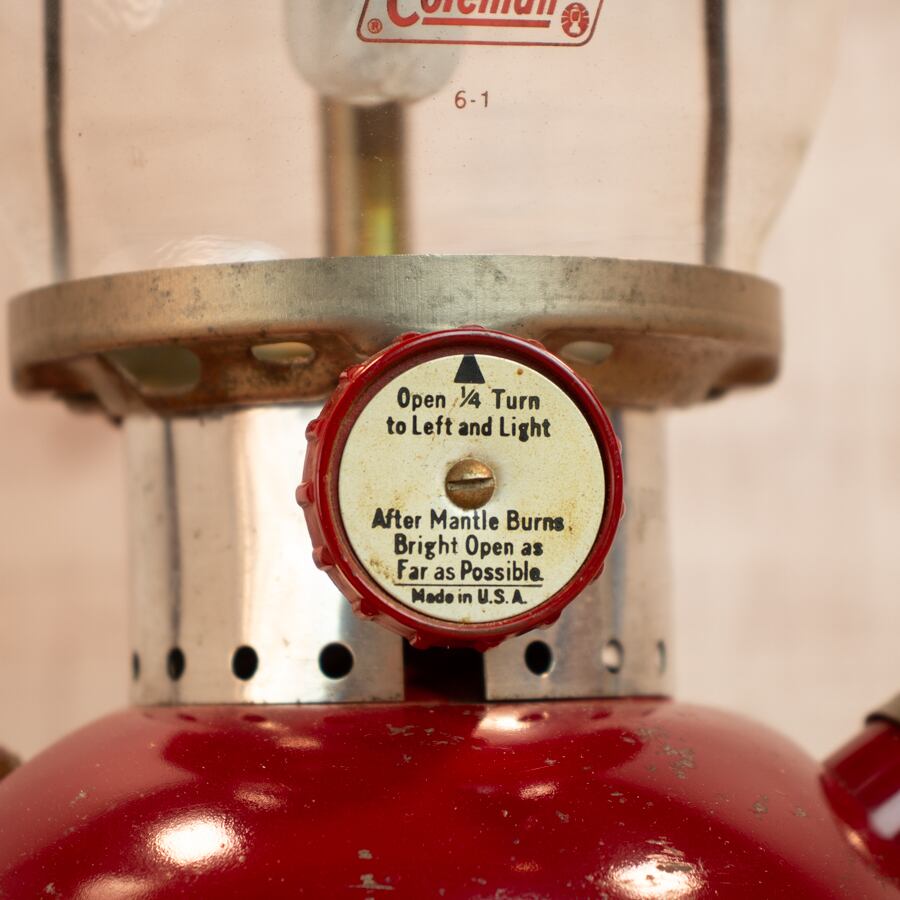 Coleman
®
6-1
Open 1/4 Turn
to Left and Light
After Mantle Burns
Bright Open as
Far as Possible
Made in U.S.A.